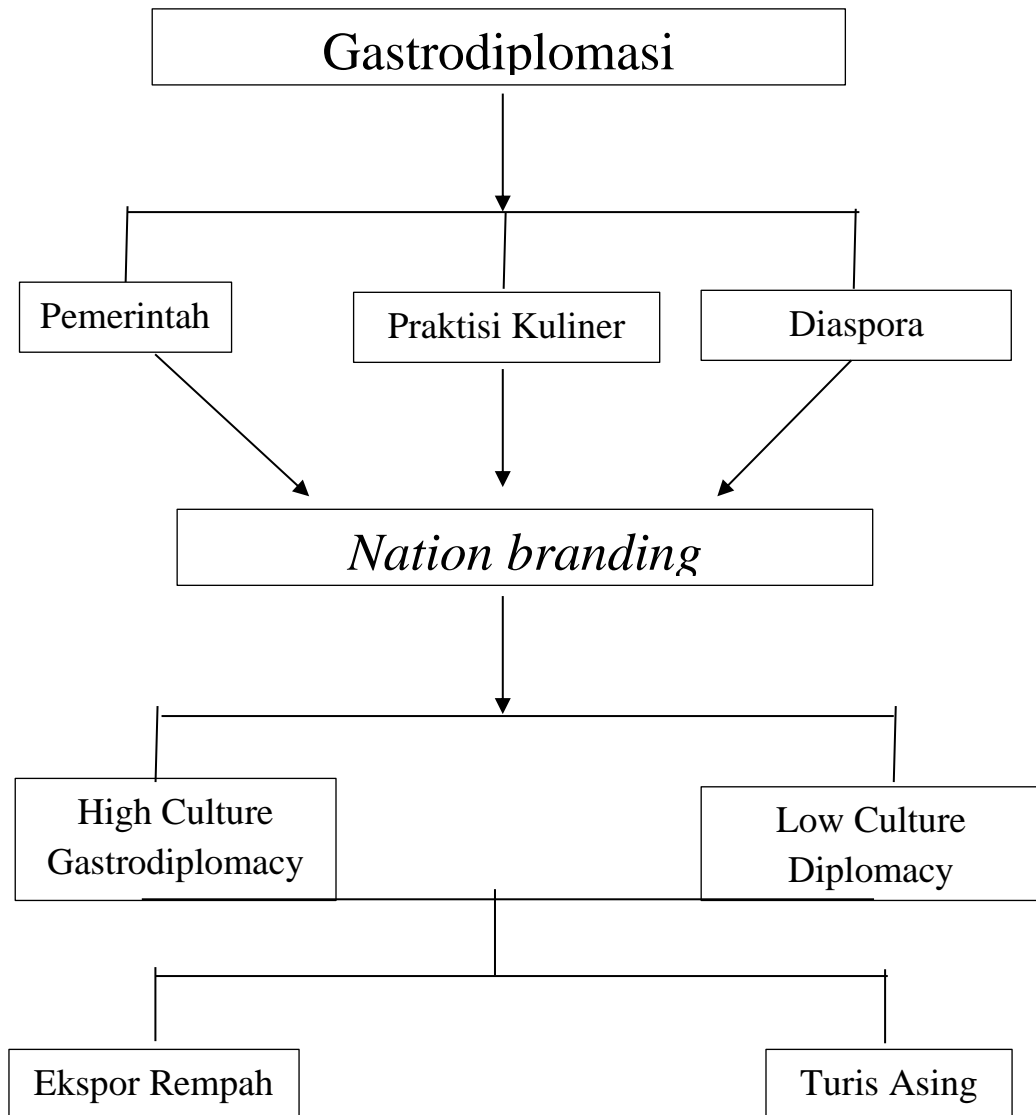 Gastrodiplomasi
Pemerintah
Praktisi Kuliner
Diaspora
Nation branding
High Culture
Gastrodiplomacy
Low Culture
Diplomacy
Ekspor Rempah
Turis Asing